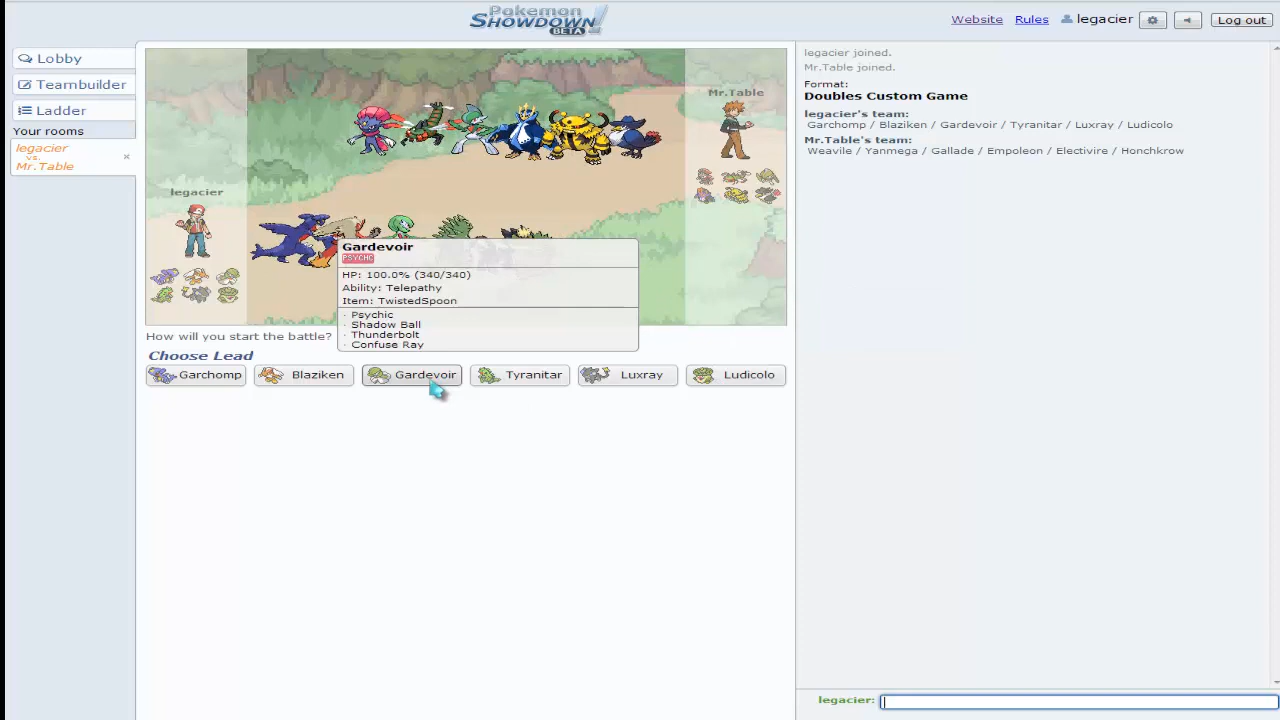 Pokemon
SHOWDOWN!
BETA
Website Rules legacier Log out
Lobby
Teambuilder
Ladder
Your rooms
legacier
vs.
Mr.Table
×
Mr.Table
legacier
Gardevoir
PSYCHC
HP: 100.0% (340/340)
Ability: Telepathy
Item: TwistedSpoon
· Psychic
· Shadow Ball
· Thunderbolt
· Confuse Ray
How will you start the battle?
Choose Lead
Garchomp Blaziken Gardevoir Tyranitar Luxray Ludicolo
legacier joined.
Mr.Table joined.
Format:
Doubles Custom Game
legacier's team:
Garchomp / Blaziken / Gardevoir / Tyranitar / Luxray / Ludicolo
Mr.Table's team:
Weavile / Yanmega / Gallade / Empoleon / Electivire / Honchkrow
legacier: